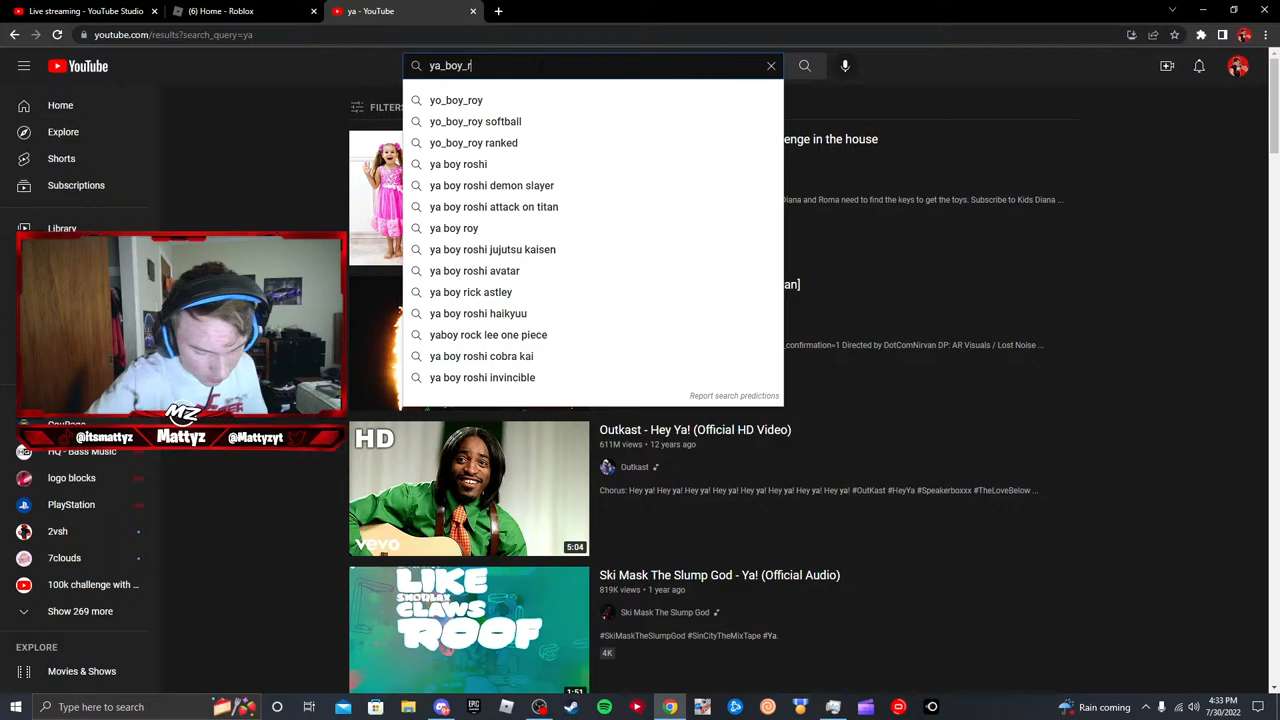 Live streaming - YouTube Studio
(6) Home - Roblox
ya - YouTube
youtube.com/results?search_query=ya
YouTube
ya_boy_r
Home
Explore
Shorts
Subscriptions
Library
FILTERS
yo_boy_roy
yo_boy_roy softball
yo_boy_roy ranked
ya boy roshi
ya boy roshi demon slayer
ya boy roshi attack on titan
ya boy roy
ya boy roshi jujutsu kaisen
ya boy roshi avatar
ya boy rick astley
ya boy roshi haikyuu
yaboy rock lee one piece
ya boy roshi cobra kai
ya boy roshi invincible
Report search predictions
enge in the house
Diana and Roma need to find the keys to get the toys. Subscribe to Kids Diana ...
an]
_confirmation=1 Directed by DotComNirvan DP: AR Visuals / Lost Noise ...
MZ
@itsmattyz
Mattyz
@Mattyzyt
HQ - Bass Music
logo blocks
PlayStation
2vsh
7clouds
100k challenge with ...
Show 269 more
EXPLORE
Movies & Shows
HD
vevo
5:04
Outkast - Hey Ya! (Official HD Video)
611M views • 12 years ago
Outkast
Chorus: Hey ya! Hey ya! Hey ya! Hey ya! Hey ya! Hey ya! Hey ya! Hey ya! #OutKast #HeyYa #Speakerboxxx #TheLoveBelow ...
LIKE
CLAWS
ROOF
1:51
Ski Mask The Slump God - Ya! (Official Audio)
819K views • 1 year ago
Ski Mask The Slump God
#SkiMaskTheSlumpGod #SinCityTheMixTape #Ya.
4K
Type here to search
EPIC
Rain coming
4:33 PM
7/30/2022